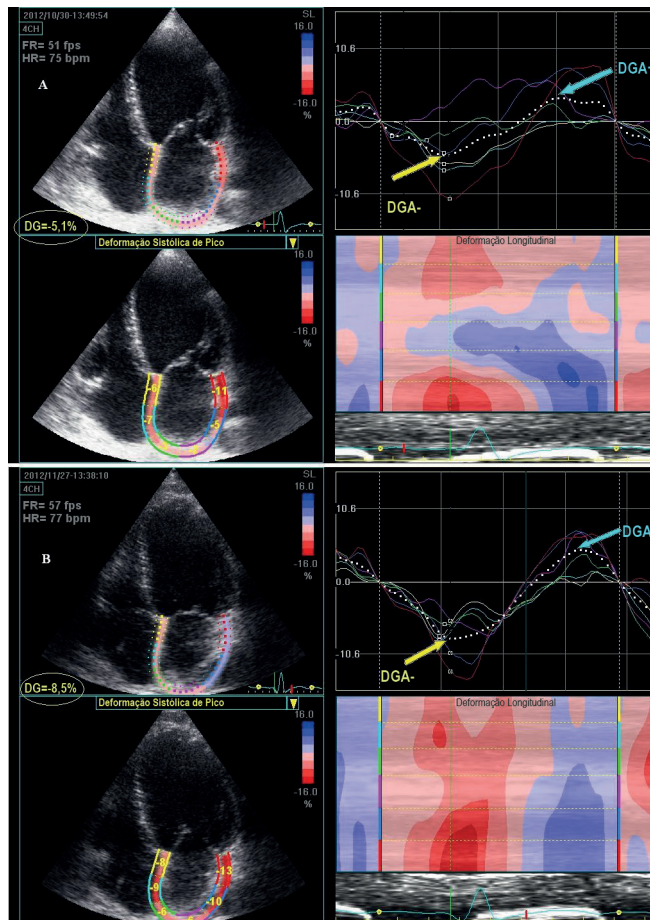 2012/10/30-13:49:54
4CH
FR= 51 fps
HR= 75 bpm
A
SL
16.0
-16.0
%
DG=-5,1%
10.6
0.0
-10.6
DGA+
DGA-
Deformação Sistólica de Pico
16.0
-16.0
%
-6
-7
-11
-5
Deformação Longitudinal
2012/11/27-13:38:10
4CH
FR= 57 fps
HR= 77 bpm
B
SL
16.0
-16.0
%
DG=-8,5%
10.6
0.0
-10.6
DGA
DGA-
Deformação Sistólica de Pico
16.0
-16.0
%
-8
-9
-6
-13
-10
Deformação Longitudinal